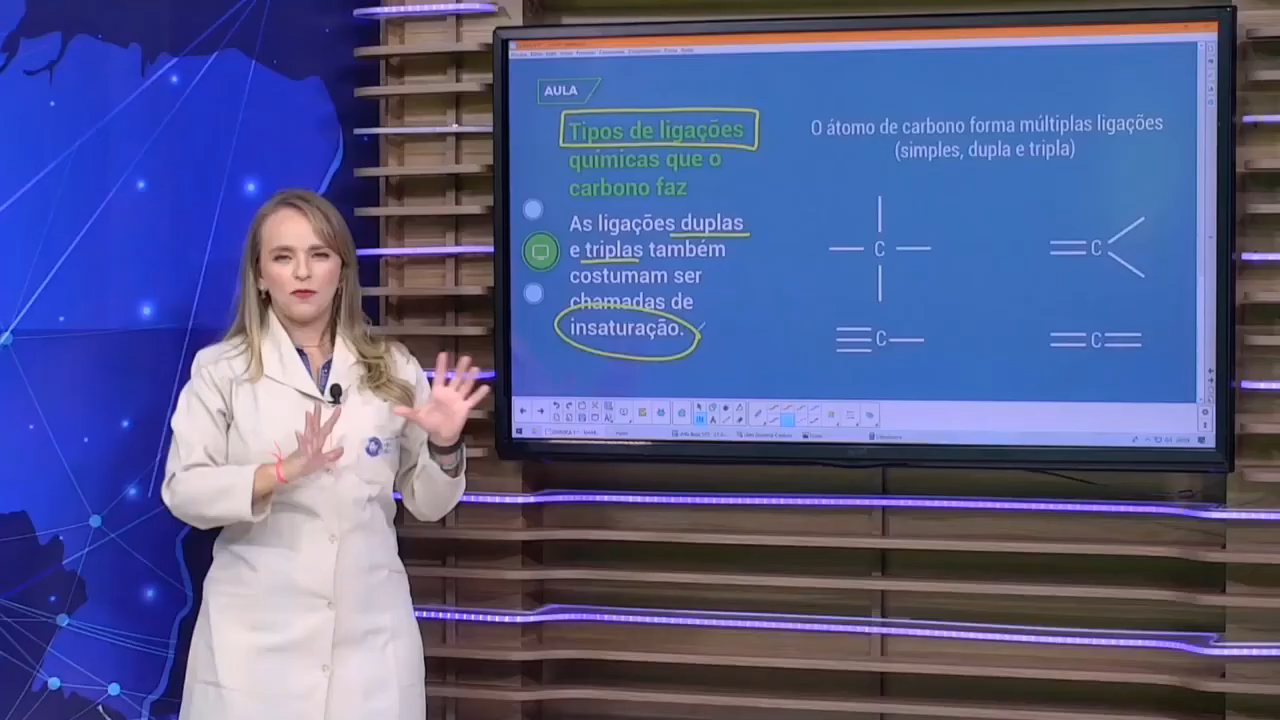 AULA
Tipos de ligações
químicas que o
carbono faz
As ligações duplas
e triplas também
costumam ser
chamadas de
insaturação.
O átomo de carbono forma múltiplas ligações
(simples, dupla e tripla)
C
C
C
C